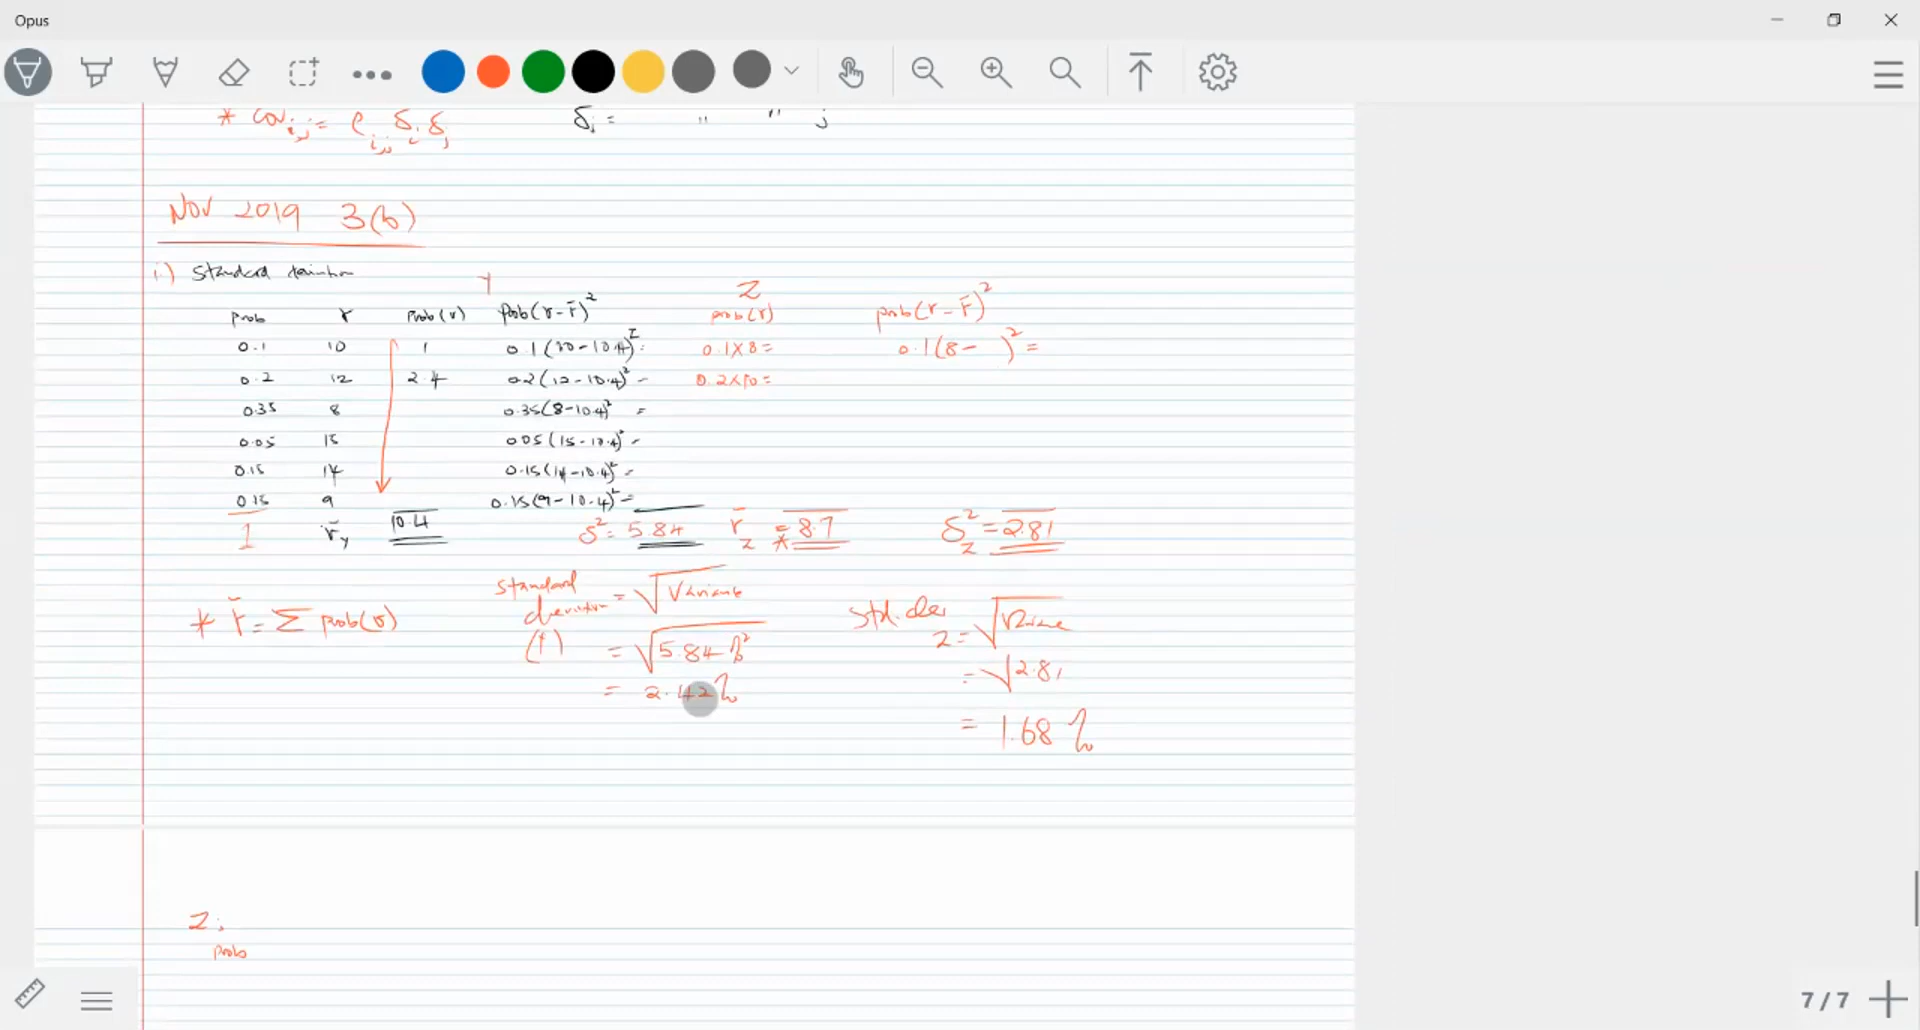 Opus
* Cov i,j = ρ i,j δi δj δj = " " j
Nov 2019 3(b)
i) Standard deviation
Y Z
prob r prob(r) prob(r - r̄)² prob(r) prob(r - r̄)²
0.1 10 1 0.1(10-10.4)² = 0.1x8= 0.1(8- )² =
0.2 12 2.4 0.2(12-10.4)² = 0.2x10=
0.35 8 0.35(8-10.4)² =
0.05 15 0.05(15-10.4)² =
0.15 14 0.15(14-10.4)² =
0.15 9 0.15(9-10.4)² =
1 r̄y 10.4 δ² = 5.84 r̄z * = 8.7 δ²z = 2.81
* r̄ = Σ prob(r)
Standard deviation (Y) = √Variance
= √5.84%²
= 2.42%
Std. dev Z = √Variance
= √2.81
= 1.68%
Z:
prob
7 / 7